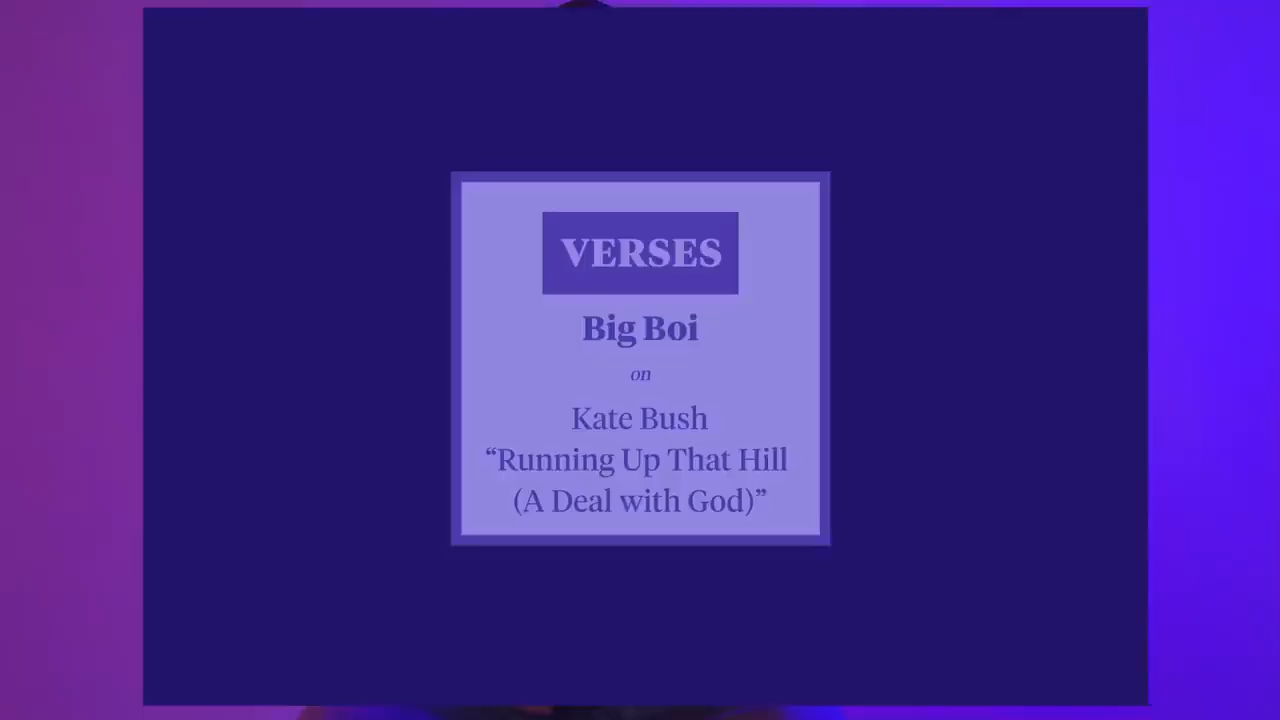 VERSES
Big Boi
on
Kate Bush
“Running Up That Hill
(A Deal with God)”